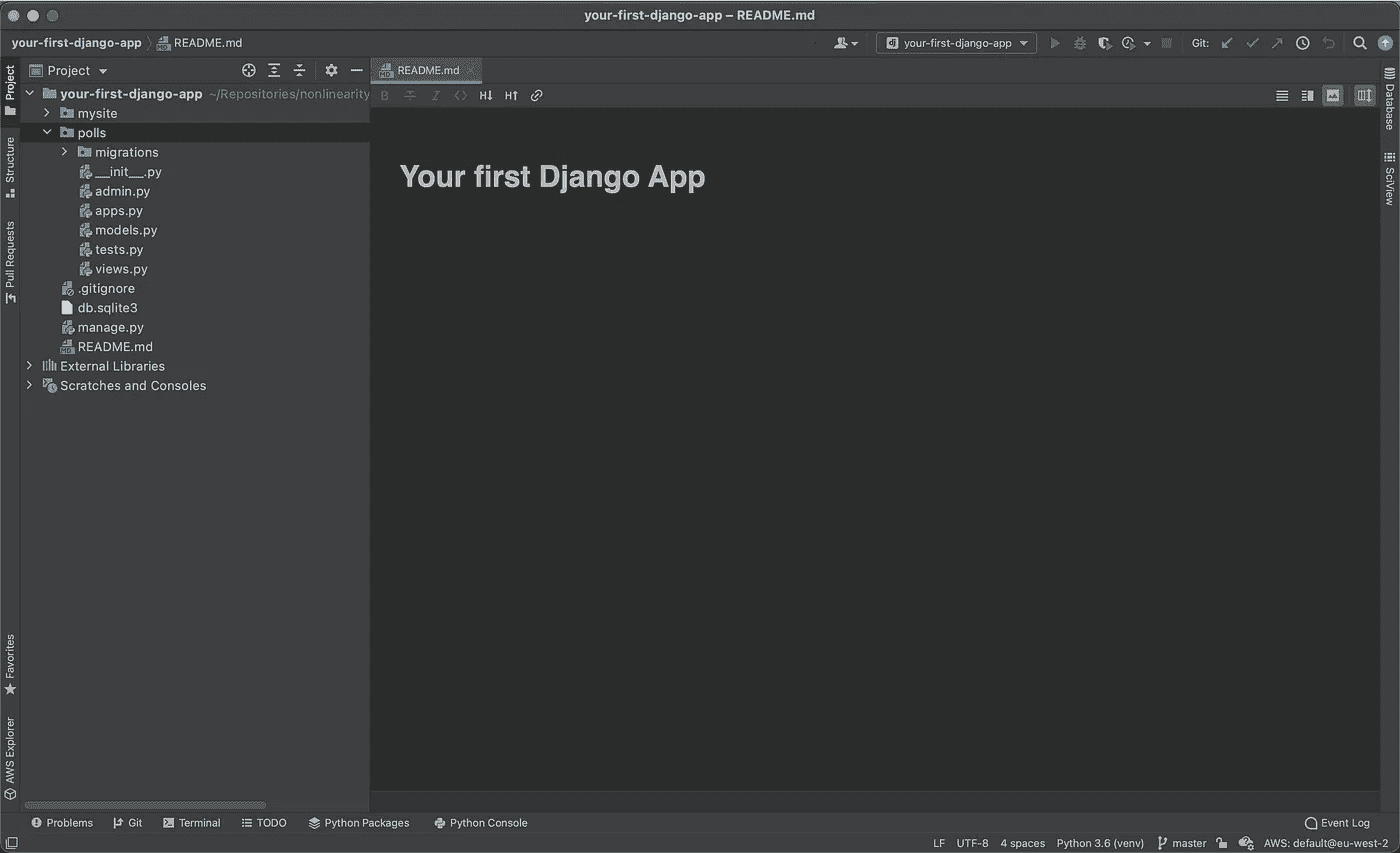 your-first-django-app – README.md
your-first-django-app README.md
your-first-django-app
Git:
Project
Project
README.md
your-first-django-app ~/Repositories/nonlinearity
mysite
polls
migrations
__init__.py
admin.py
apps.py
models.py
tests.py
views.py
.gitignore
db.sqlite3
manage.py
README.md
External Libraries
Scratches and Consoles
B I <> H↓ H↑
Your first Django App
Structure
Pull Requests
Favorites
AWS Explorer
Database
SciView
Problems Git Terminal TODO Python Packages Python Console Event Log
LF UTF-8 4 spaces Python 3.6 (venv) master AWS: default@eu-west-2